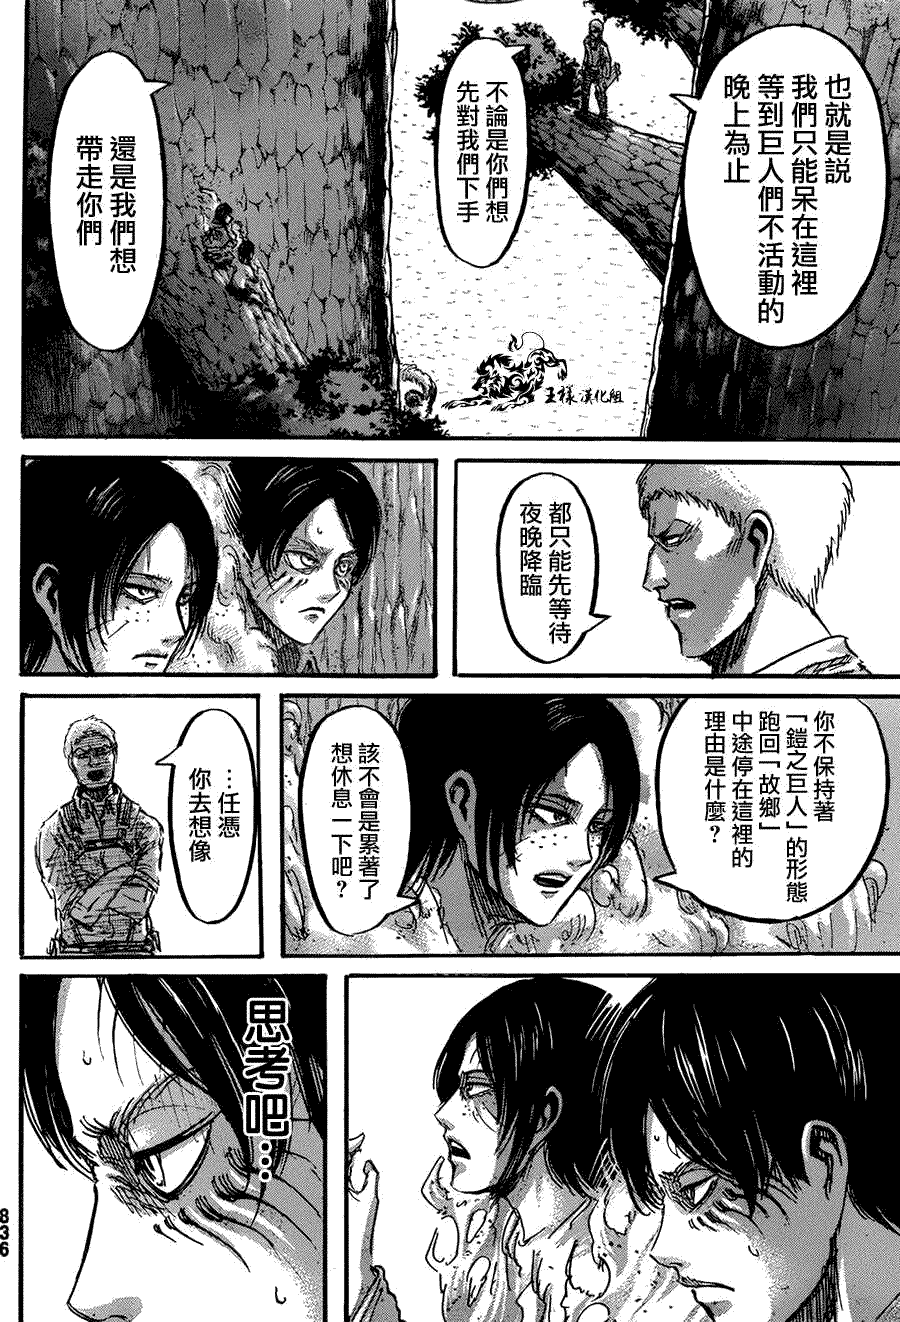 也就是説
我們只能呆在這裡
等到巨人們不活動的
晚上為止
不論是你們想
先對我們下手
還是我們想
帶走你們
王樣漢化組
都只能先等待
夜晚降臨
你不保持著
「鎧之巨人」的形態
跑回「故鄉」
中途停在這裡的
理由是什麼？
該不會是累著了
想休息一下吧？
…任憑
你去想像
思考吧…
836